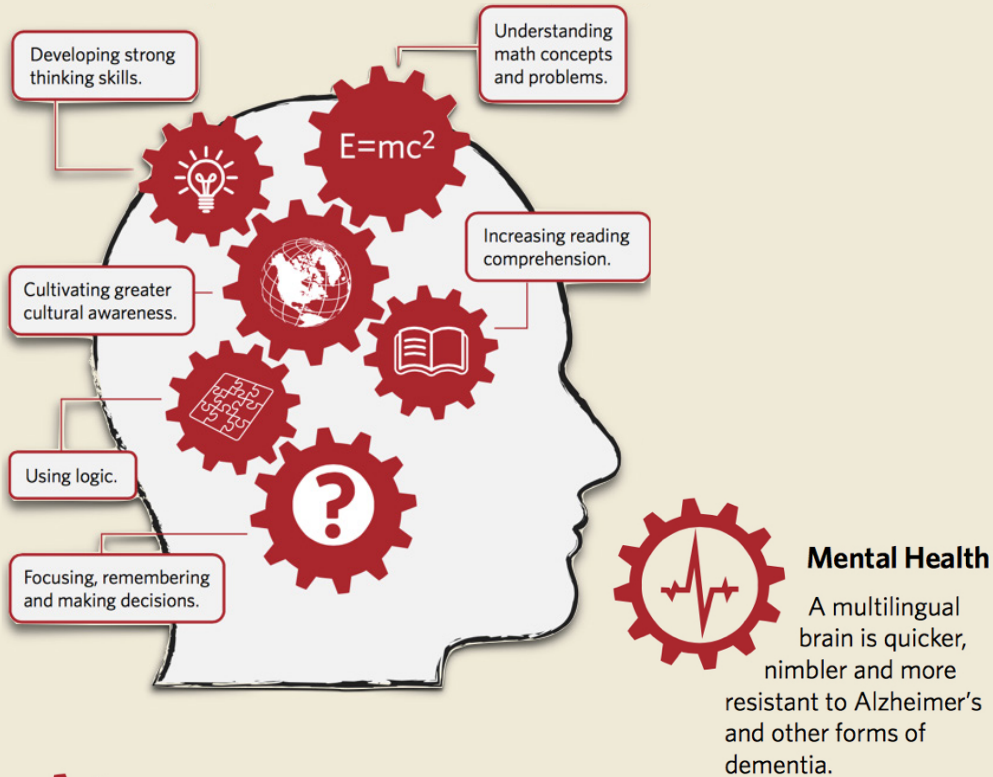 Developing strong
thinking skills.
Understanding
math concepts
and problems.
E=mc²
Increasing reading
comprehension.
Cultivating greater
cultural awareness.
Using logic.
Focusing, remembering
and making decisions.
?
Mental Health
A multilingual
brain is quicker,
nimbler and more
resistant to Alzheimer's
and other forms of
dementia.